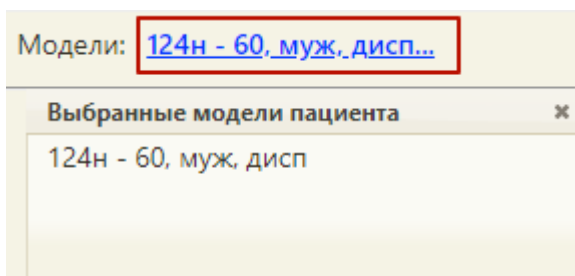 Модели: 124н - 60, муж, дисп...
Выбранные модели пациента
124н - 60, муж, дисп